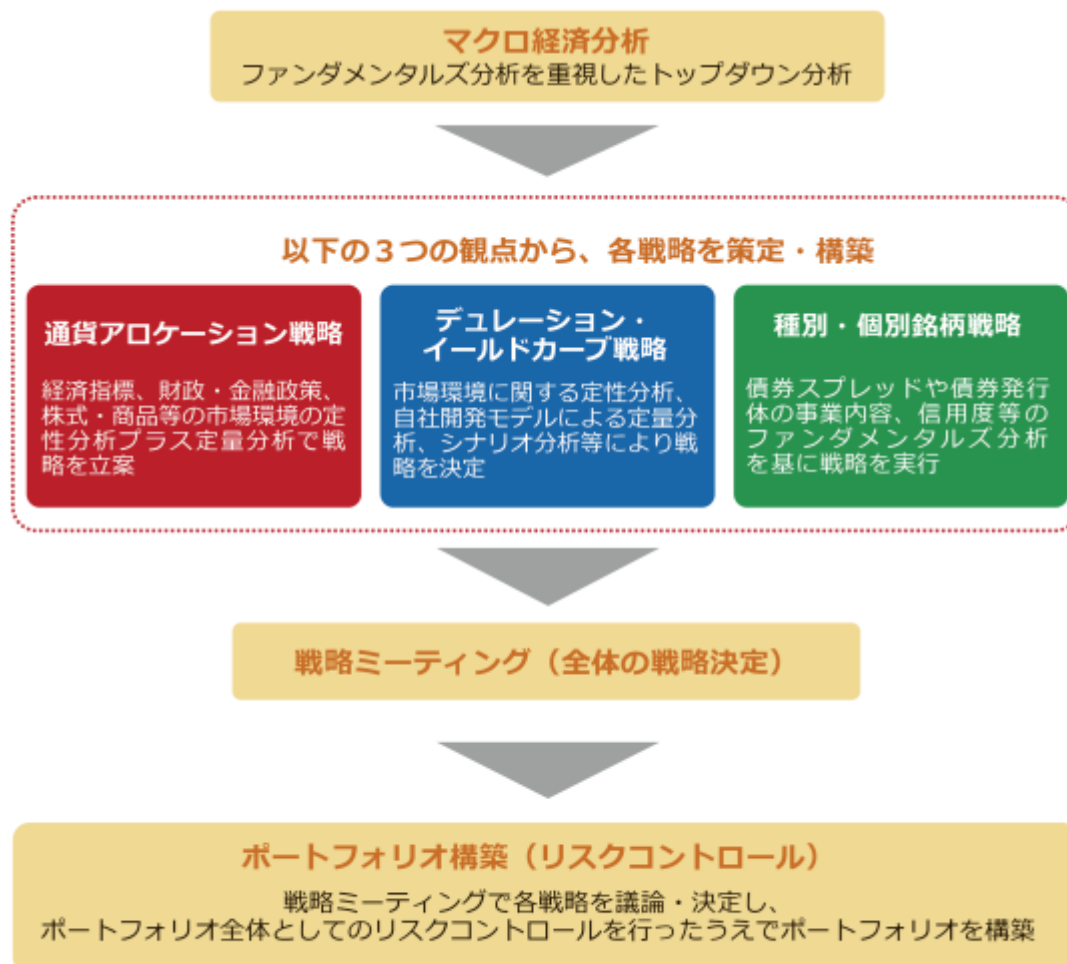 マクロ経済分析
ファンダメンタルズ分析を重視したトップダウン分析
以下の３つの観点から、各戦略を策定・構築
通貨アロケーション戦略
経済指標、財政・金融政策、
株式・商品等の市場環境の定
性分析プラス定量分析で戦
略を立案
デュレーション・
イールドカーブ戦略
市場環境に関する定性分析、
自社開発モデルによる定量分
析、シナリオ分析等により戦
略を決定
種別・個別銘柄戦略
債券スプレッドや債券発行
体の事業内容、信用度等の
ファンダメンタルズ分析
を基に戦略を実行
戦略ミーティング（全体の戦略決定）
ポートフォリオ構築（リスクコントロール）
戦略ミーティングで各戦略を議論・決定し、
ポートフォリオ全体としてのリスクコントロールを行ったうえでポートフォリオを構築